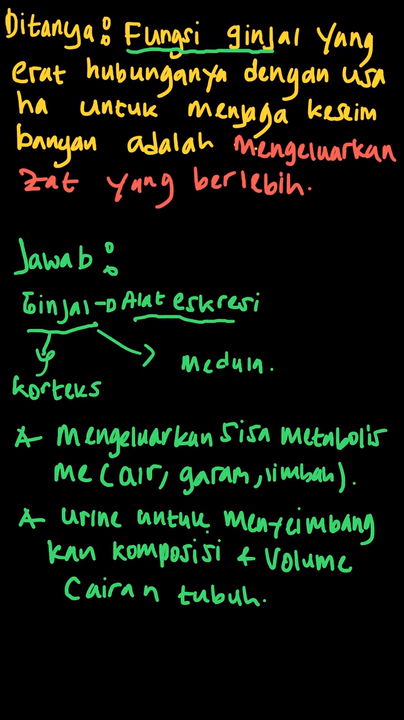 Ditanya: Fungsi ginjal yang
erat hubunganya dengan usa
ha untuk menjaga keseim
bangan adalah mengeluarkan
zat yang berlebih.
Jawab:
Ginjal → Alat eskresi
Medula.
korteks
Mengeluarkan sisa metabolis
me (air, garam, limbah).
urine untuk menyeimbang
kan komposisi & Volume
Cairan tubuh.